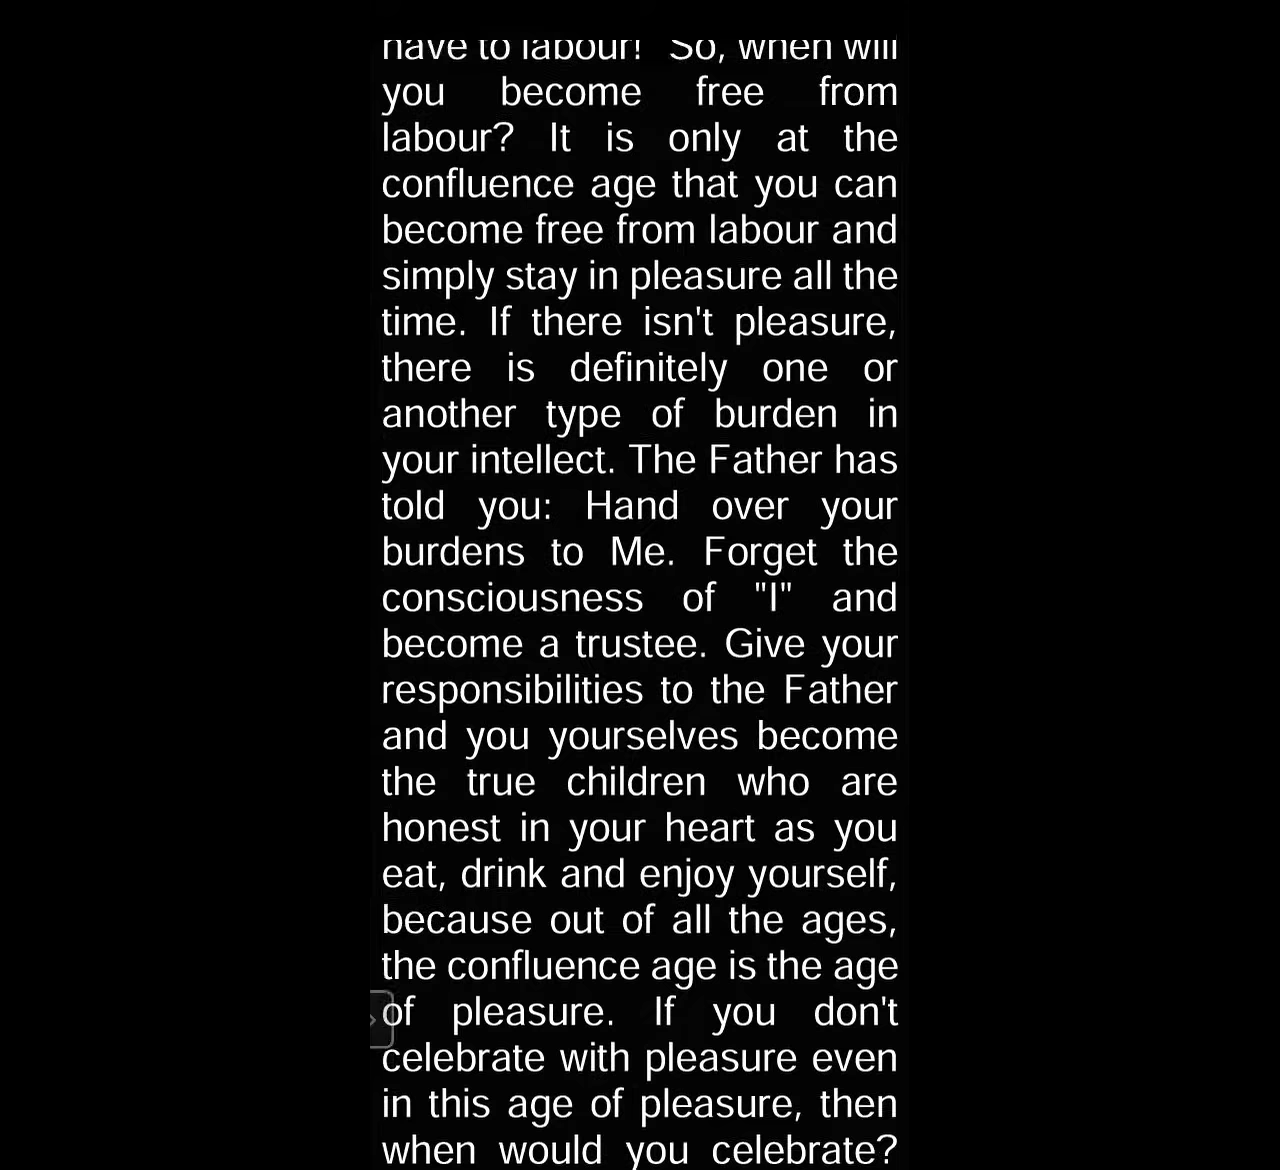 have to labour! So, when will
you become free from
labour? It is only at the
confluence age that you can
become free from labour and
simply stay in pleasure all the
time. If there isn't pleasure,
there is definitely one or
another type of burden in
your intellect. The Father has
told you: Hand over your
burdens to Me. Forget the
consciousness of "I" and
become a trustee. Give your
responsibilities to the Father
and you yourselves become
the true children who are
honest in your heart as you
eat, drink and enjoy yourself,
because out of all the ages,
the confluence age is the age
of pleasure. If you don't
celebrate with pleasure even
in this age of pleasure, then
when would you celebrate?